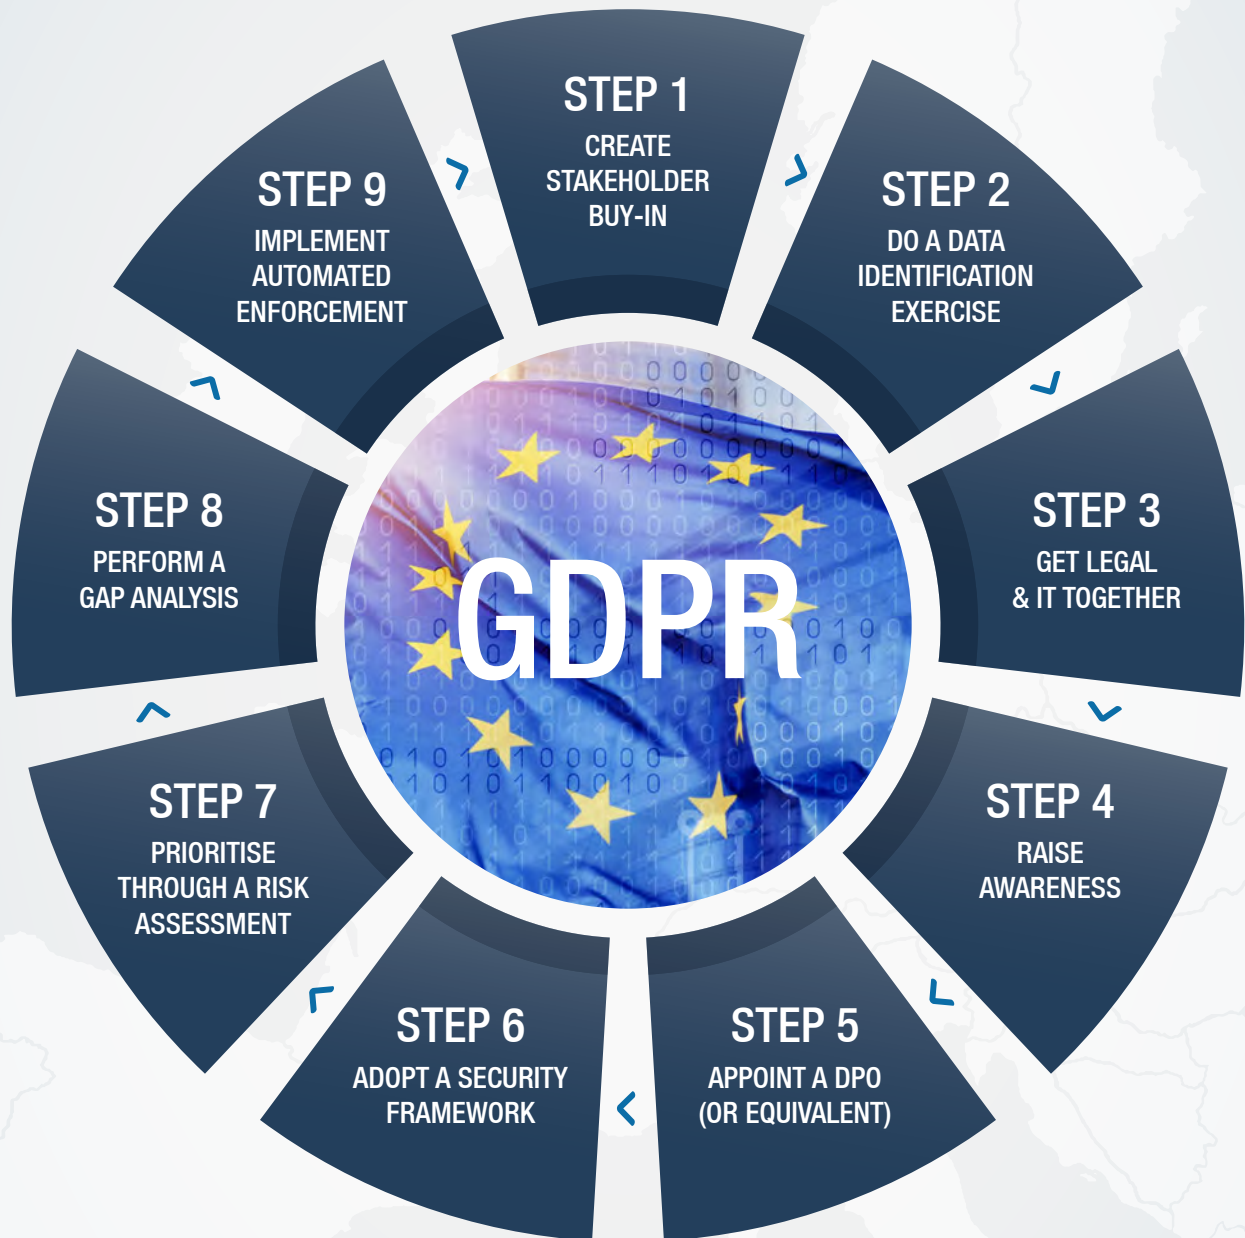 STEP 1
CREATE
STAKEHOLDER
BUY-IN
STEP 2
DO A DATA
IDENTIFICATION
EXERCISE
STEP 3
GET LEGAL
& IT TOGETHER
STEP 4
RAISE
AWARENESS
STEP 5
APPOINT A DPO
(OR EQUIVALENT)
STEP 6
ADOPT A SECURITY
FRAMEWORK
STEP 7
PRIORITISE
THROUGH A RISK
ASSESSMENT
STEP 8
PERFORM A
GAP ANALYSIS
STEP 9
IMPLEMENT
AUTOMATED
ENFORCEMENT
GDPR